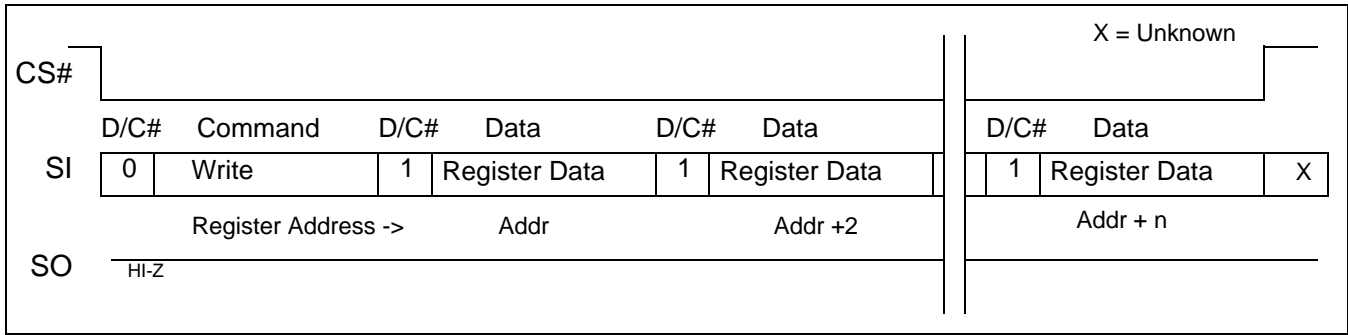 X = Unknown
CS#
D/C# Command D/C# Data D/C# Data D/C# Data
SI 0 Write 1 Register Data 1 Register Data 1 Register Data X
Register Address -> Addr Addr +2 Addr + n
SO HI-Z